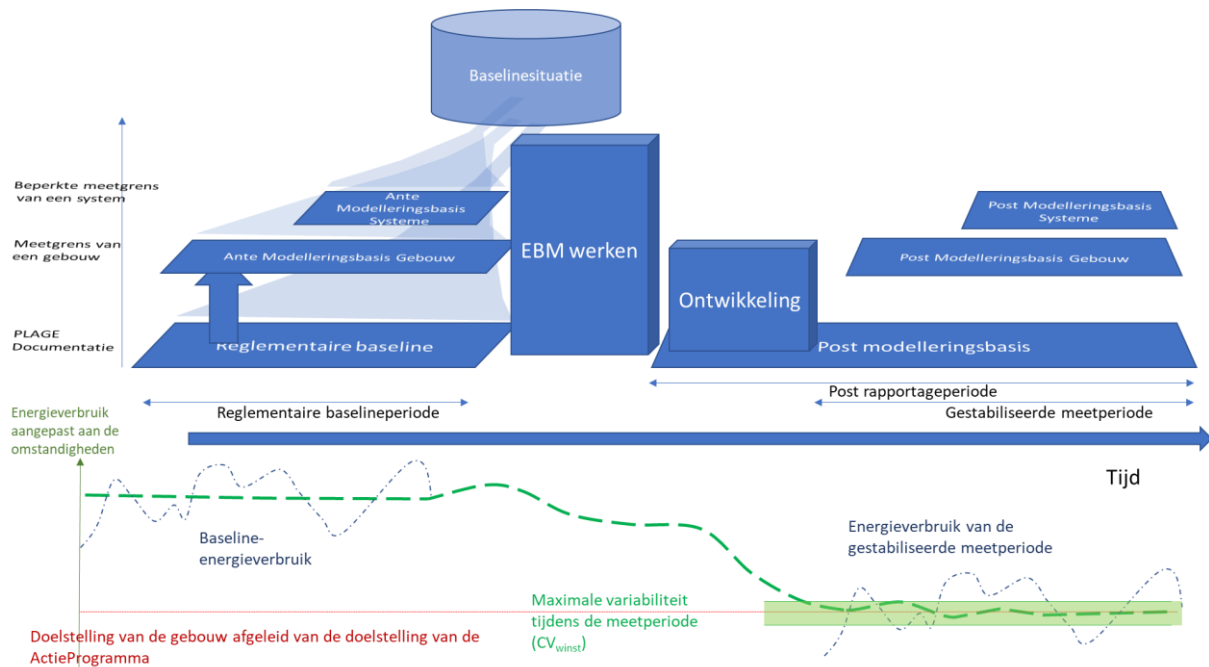 Baselinesituatie
Beperkte meetgrens
van een system
Ante
Modelleringsbasis
Systeme
Post Modelleringsbasis
Systeme
EBM werken
Meetgrens van
een gebouw
Ante Modelleringsbasis Gebouw
Post Modelleringsbasis Gebouw
Ontwikkeling
PLAGE
Documentatie
Reglementaire baseline
Post modelleringsbasis
Post rapportageperiode
Reglementaire baselineperiode
Gestabiliseerde meetperiode
Energieverbruik
aangepast aan de
omstandigheden
Tijd
Baseline-
energieverbruik
Energieverbruik van de
gestabiliseerde meetperiode
Maximale variabiliteit
tijdens de meetperiode
(CVwinst)
Doelstelling van de gebouw afgeleid van de doelstelling van de
ActieProgramma